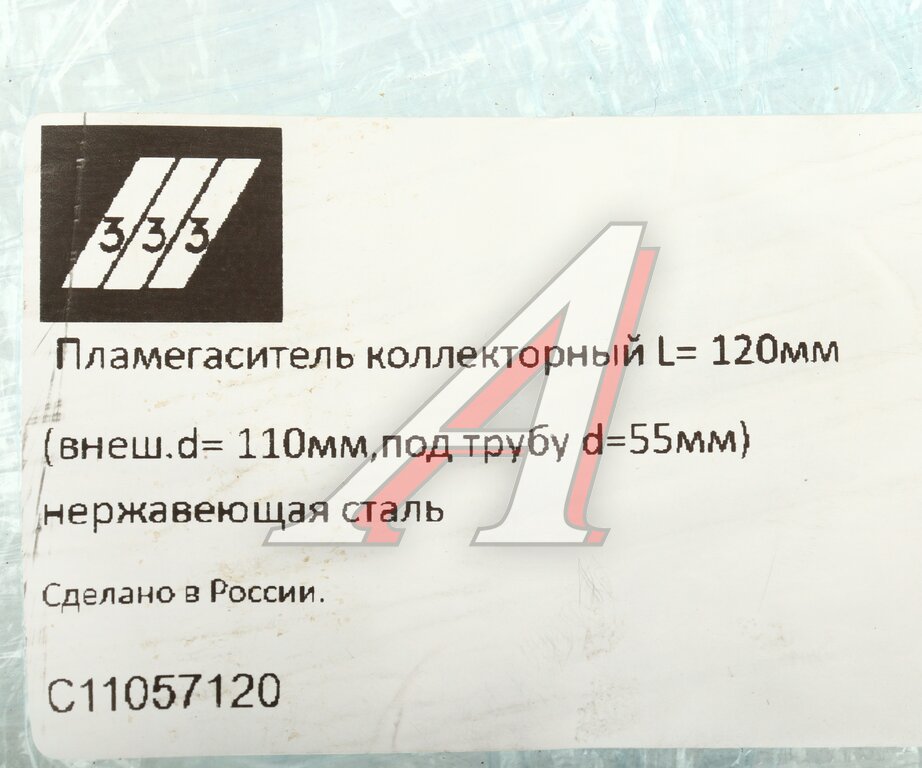 333
Пламегаситель коллекторный L= 120мм
(внеш.d= 110мм,под трубу d=55мм)
нержавеющая сталь
Сделано в России.
C11057120